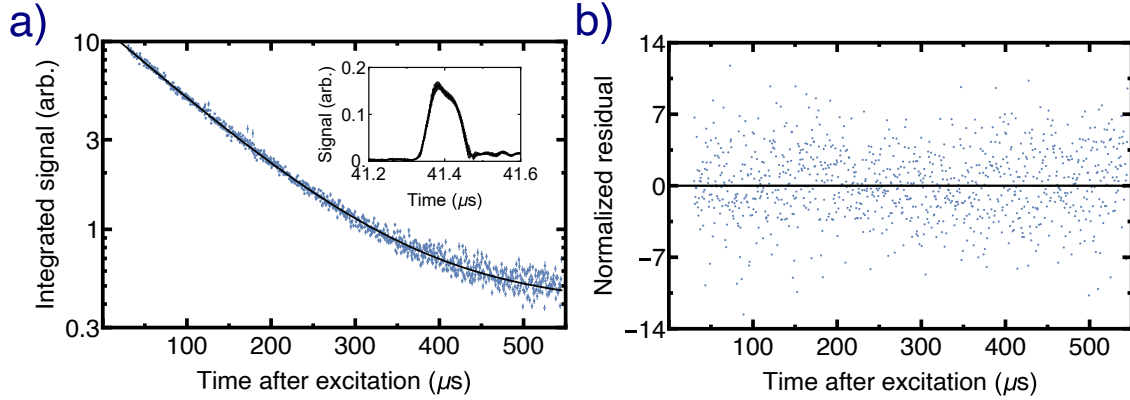 a)
Integrated signal (arb.)
10
3
1
0.3
100 200 300 400 500
Time after excitation (μs)
Signal (arb.)
0.2
0.1
0
41.2 41.4 41.6
Time (μs)
b)
Normalized residual
14
7
0
−7
−14
100 200 300 400 500
Time after excitation (μs)